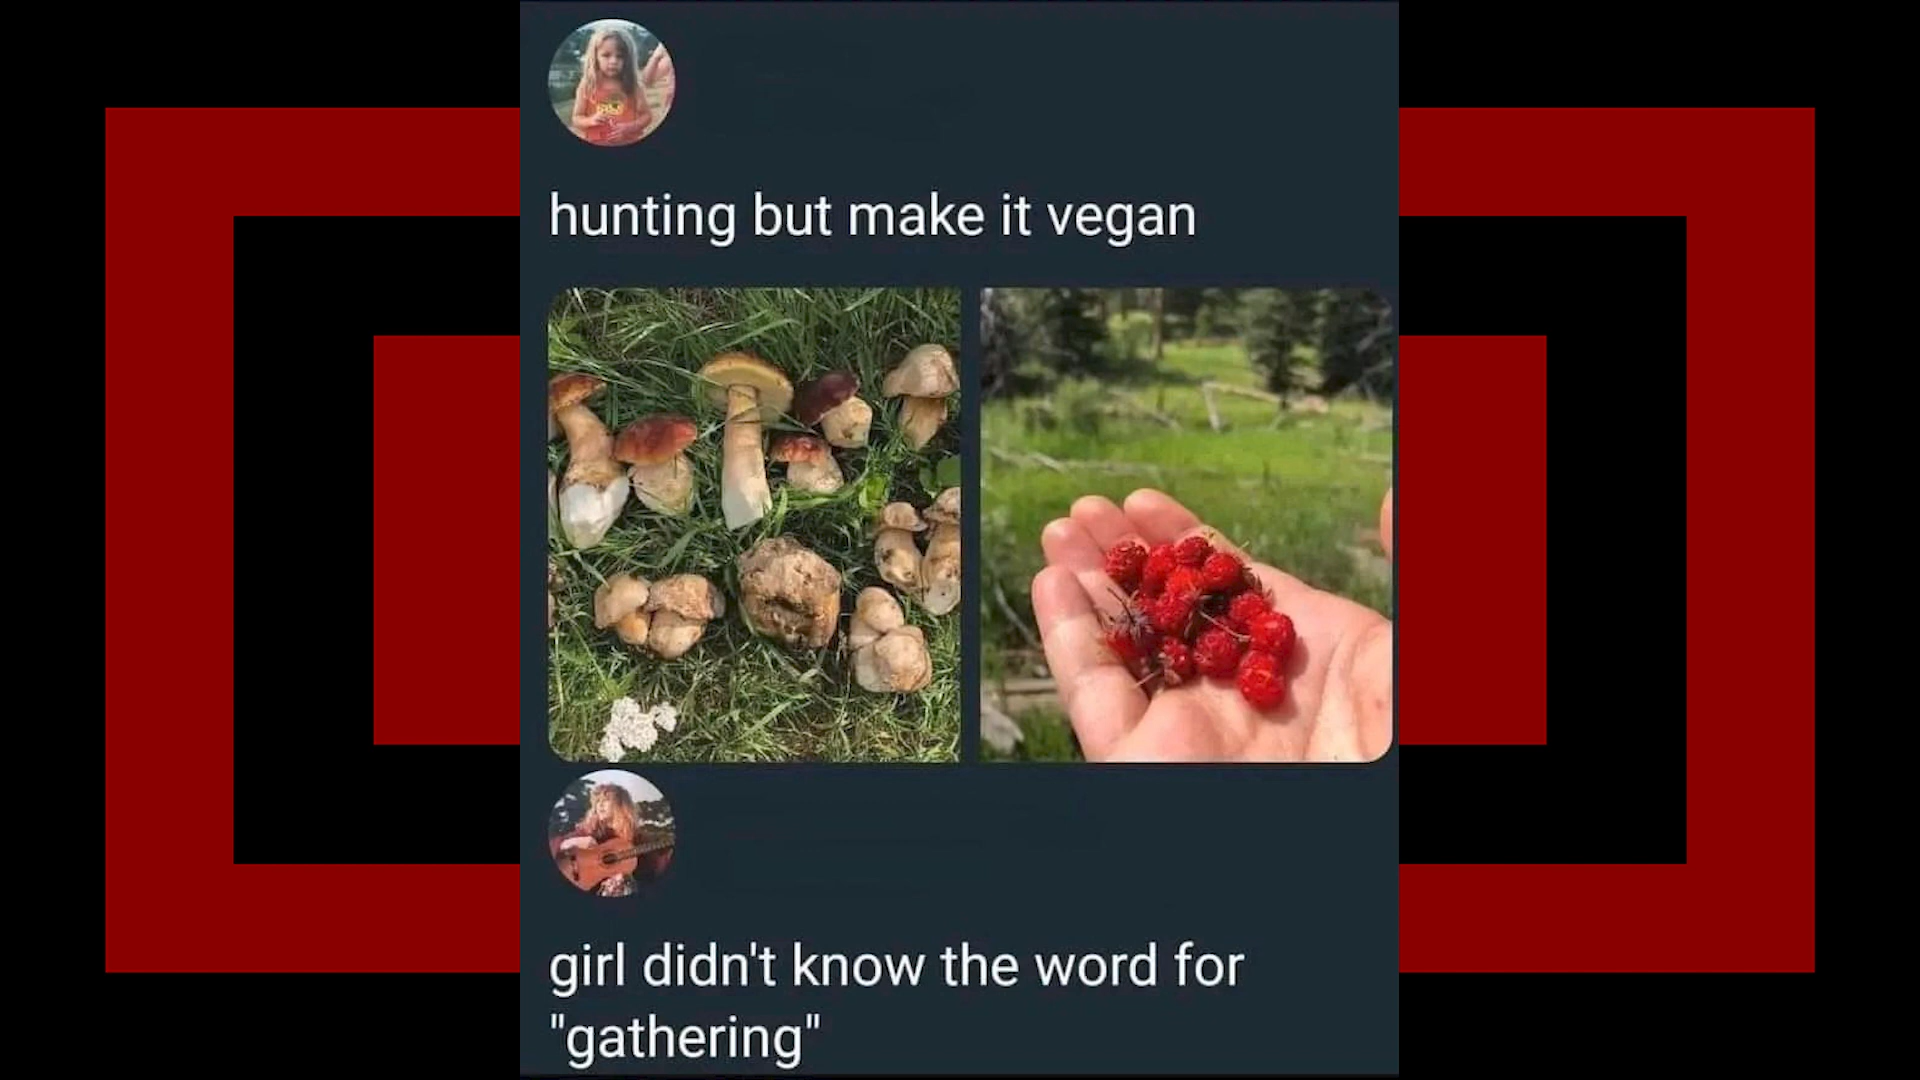 hunting but make it vegan
girl didn't know the word for
"gathering"